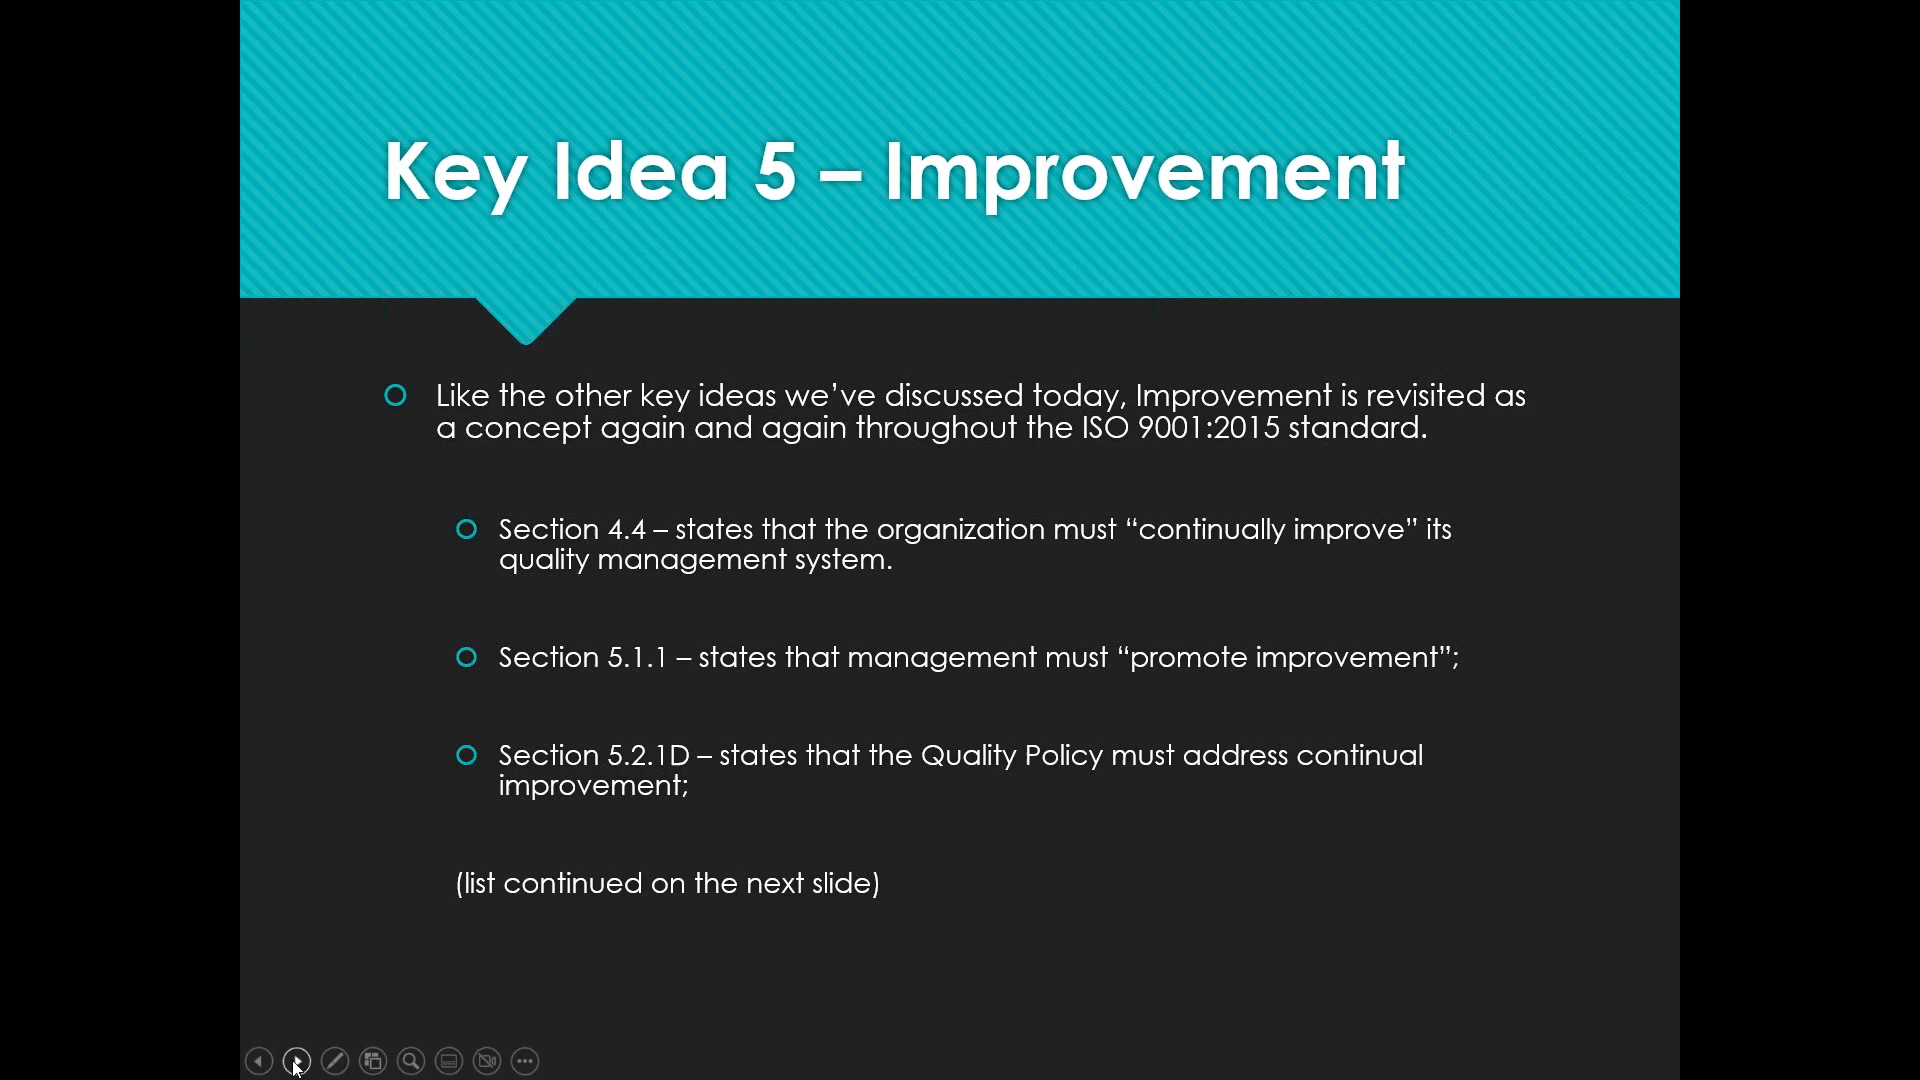 Key Idea 5 – Improvement
Like the other key ideas we’ve discussed today, Improvement is revisited as
a concept again and again throughout the ISO 9001:2015 standard.
Section 4.4 – states that the organization must “continually improve” its
quality management system.
Section 5.1.1 – states that management must “promote improvement”;
Section 5.2.1D – states that the Quality Policy must address continual
improvement;
(list continued on the next slide)